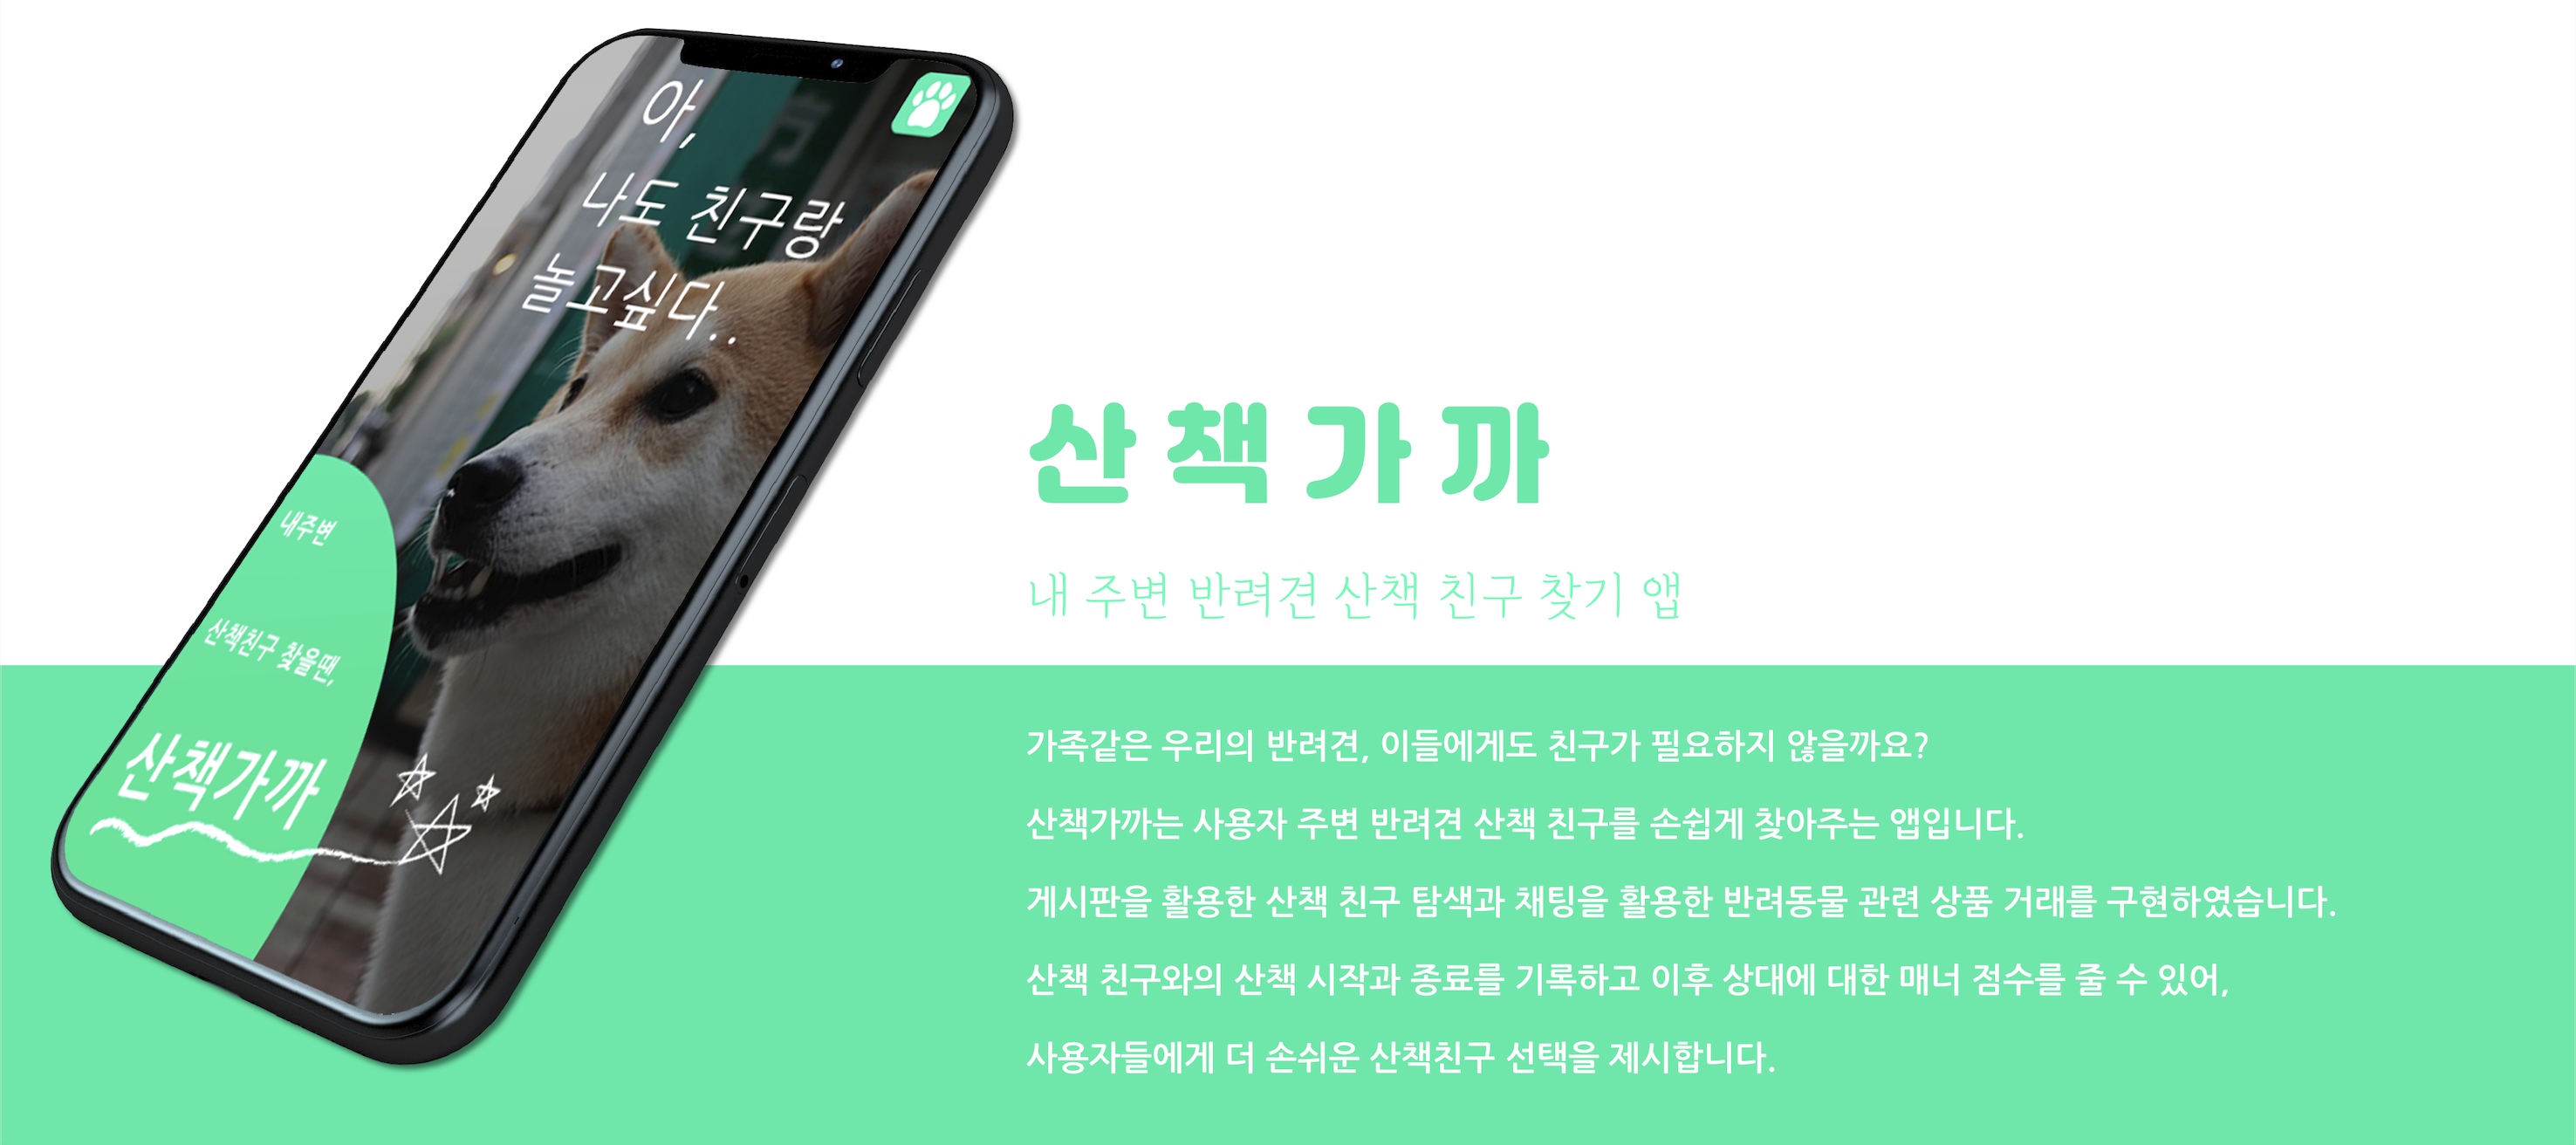 아,
나도 친구랑
놀고싶다..
내주변
산책친구 찾을땐,
산책가까
산책가까
내 주변 반려견 산책 친구 찾기 앱
가족같은 우리의 반려견, 이들에게도 친구가 필요하지 않을까요?
산책가까는 사용자 주변 반려견 산책 친구를 손쉽게 찾아주는 앱입니다.
게시판을 활용한 산책 친구 탐색과 채팅을 활용한 반려동물 관련 상품 거래를 구현하였습니다.
산책 친구와의 산책 시작과 종료를 기록하고 이후 상대에 대한 매너 점수를 줄 수 있어,
사용자들에게 더 손쉬운 산책친구 선택을 제시합니다.